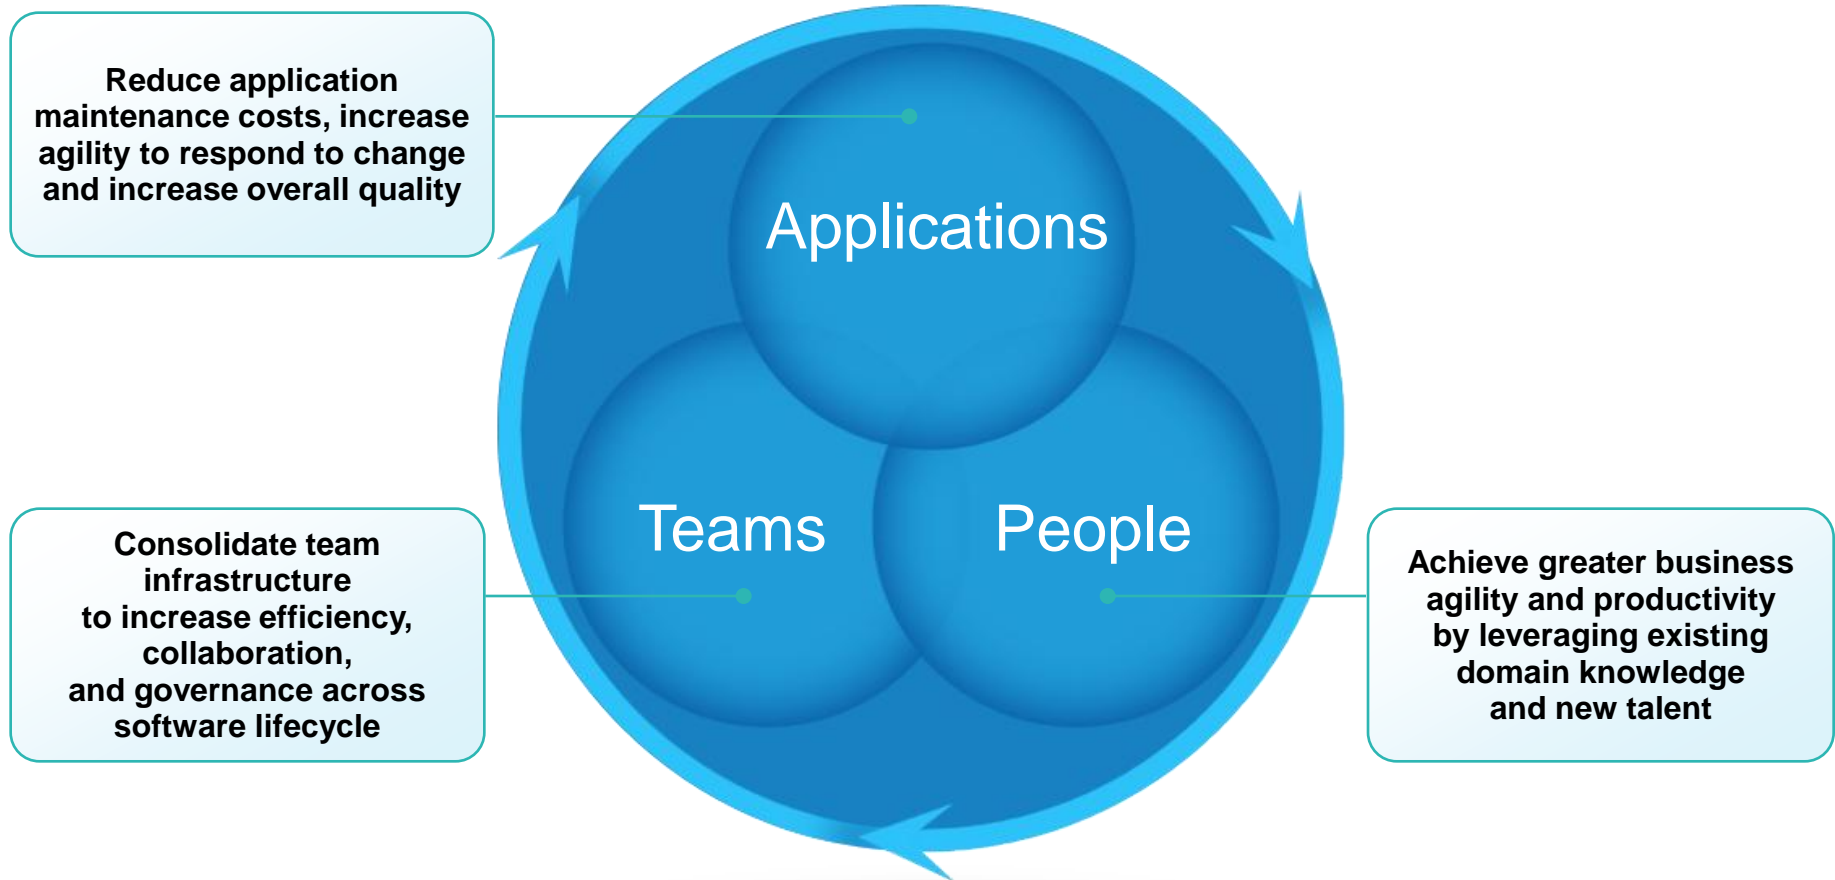 Reduce application
maintenance costs, increase
agility to respond to change
and increase overall quality
Applications
Teams
People
Consolidate team
infrastructure
to increase efficiency,
collaboration,
and governance across
software lifecycle
Achieve greater business
agility and productivity
by leveraging existing
domain knowledge
and new talent